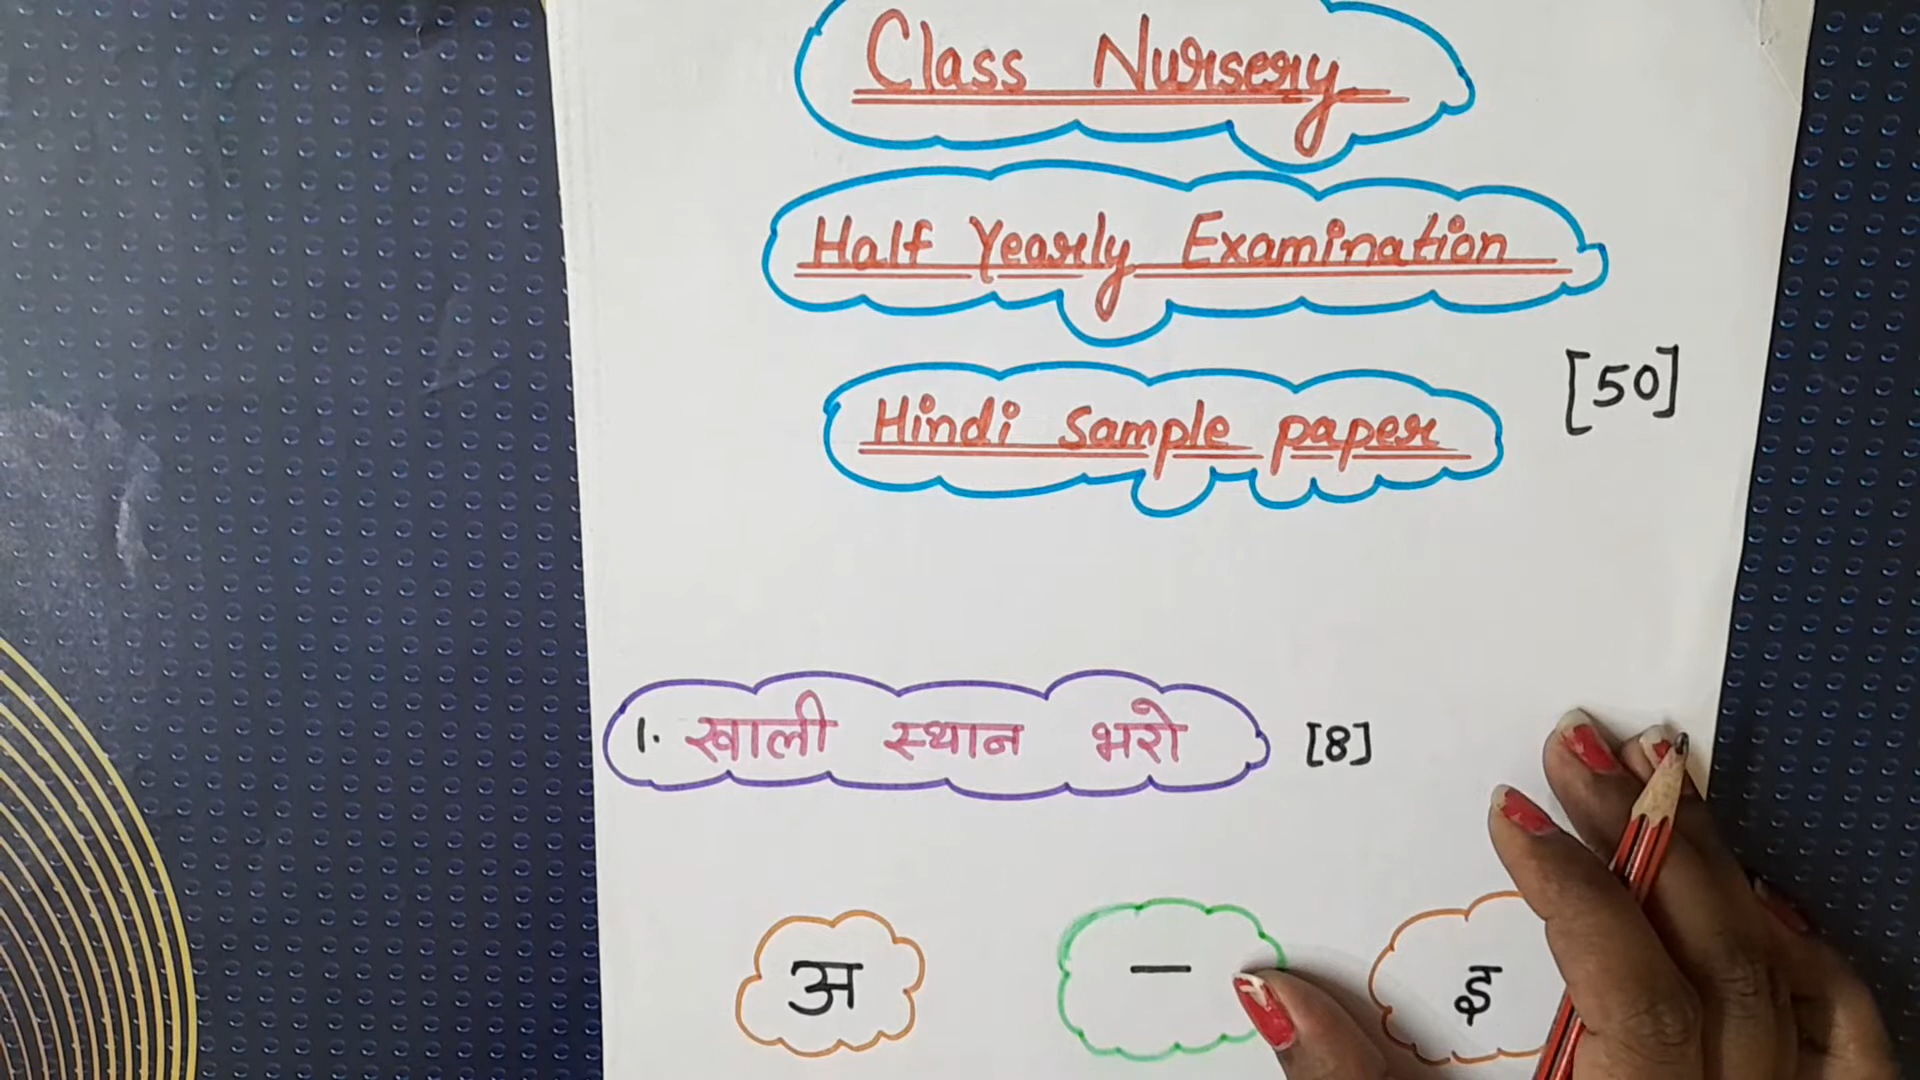 Class Nursery
Half Yearly Examination
[50]
Hindi Sample paper
1. खाली स्थान भरो [8]
अ — इ